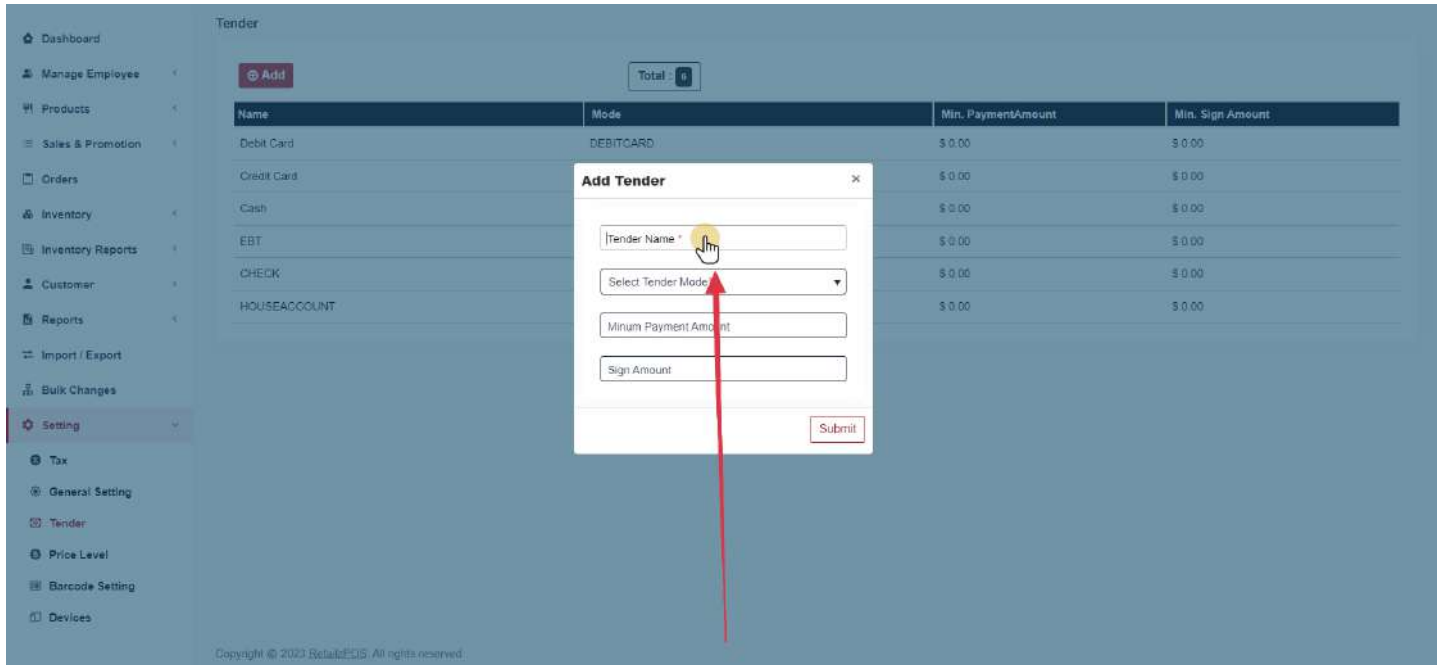 Tender
Dashboard
Manage Employee
Products
Sales & Promotion
Orders
Inventory
Inventory Reports
Customer
Reports
Import / Export
Bulk Changes
Setting
Tax
General Setting
Tender
Price Level
Barcode Setting
Devices
Add
Total : 6
Name Mode Min. PaymentAmount Min. Sign Amount
Debit Card DEBITCARD $ 0.00 $ 0.00
Credit Card $ 0.00 $ 0.00
Cash $ 0.00 $ 0.00
EBT $ 0.00 $ 0.00
CHECK $ 0.00 $ 0.00
HOUSEACCOUNT $ 0.00 $ 0.00
Add Tender ×
Tender Name *
Select Tender Mode
Minum Payment Amount
Sign Amount
Submit
Copyright © 2023 RetailzPOS. All rights reserved.